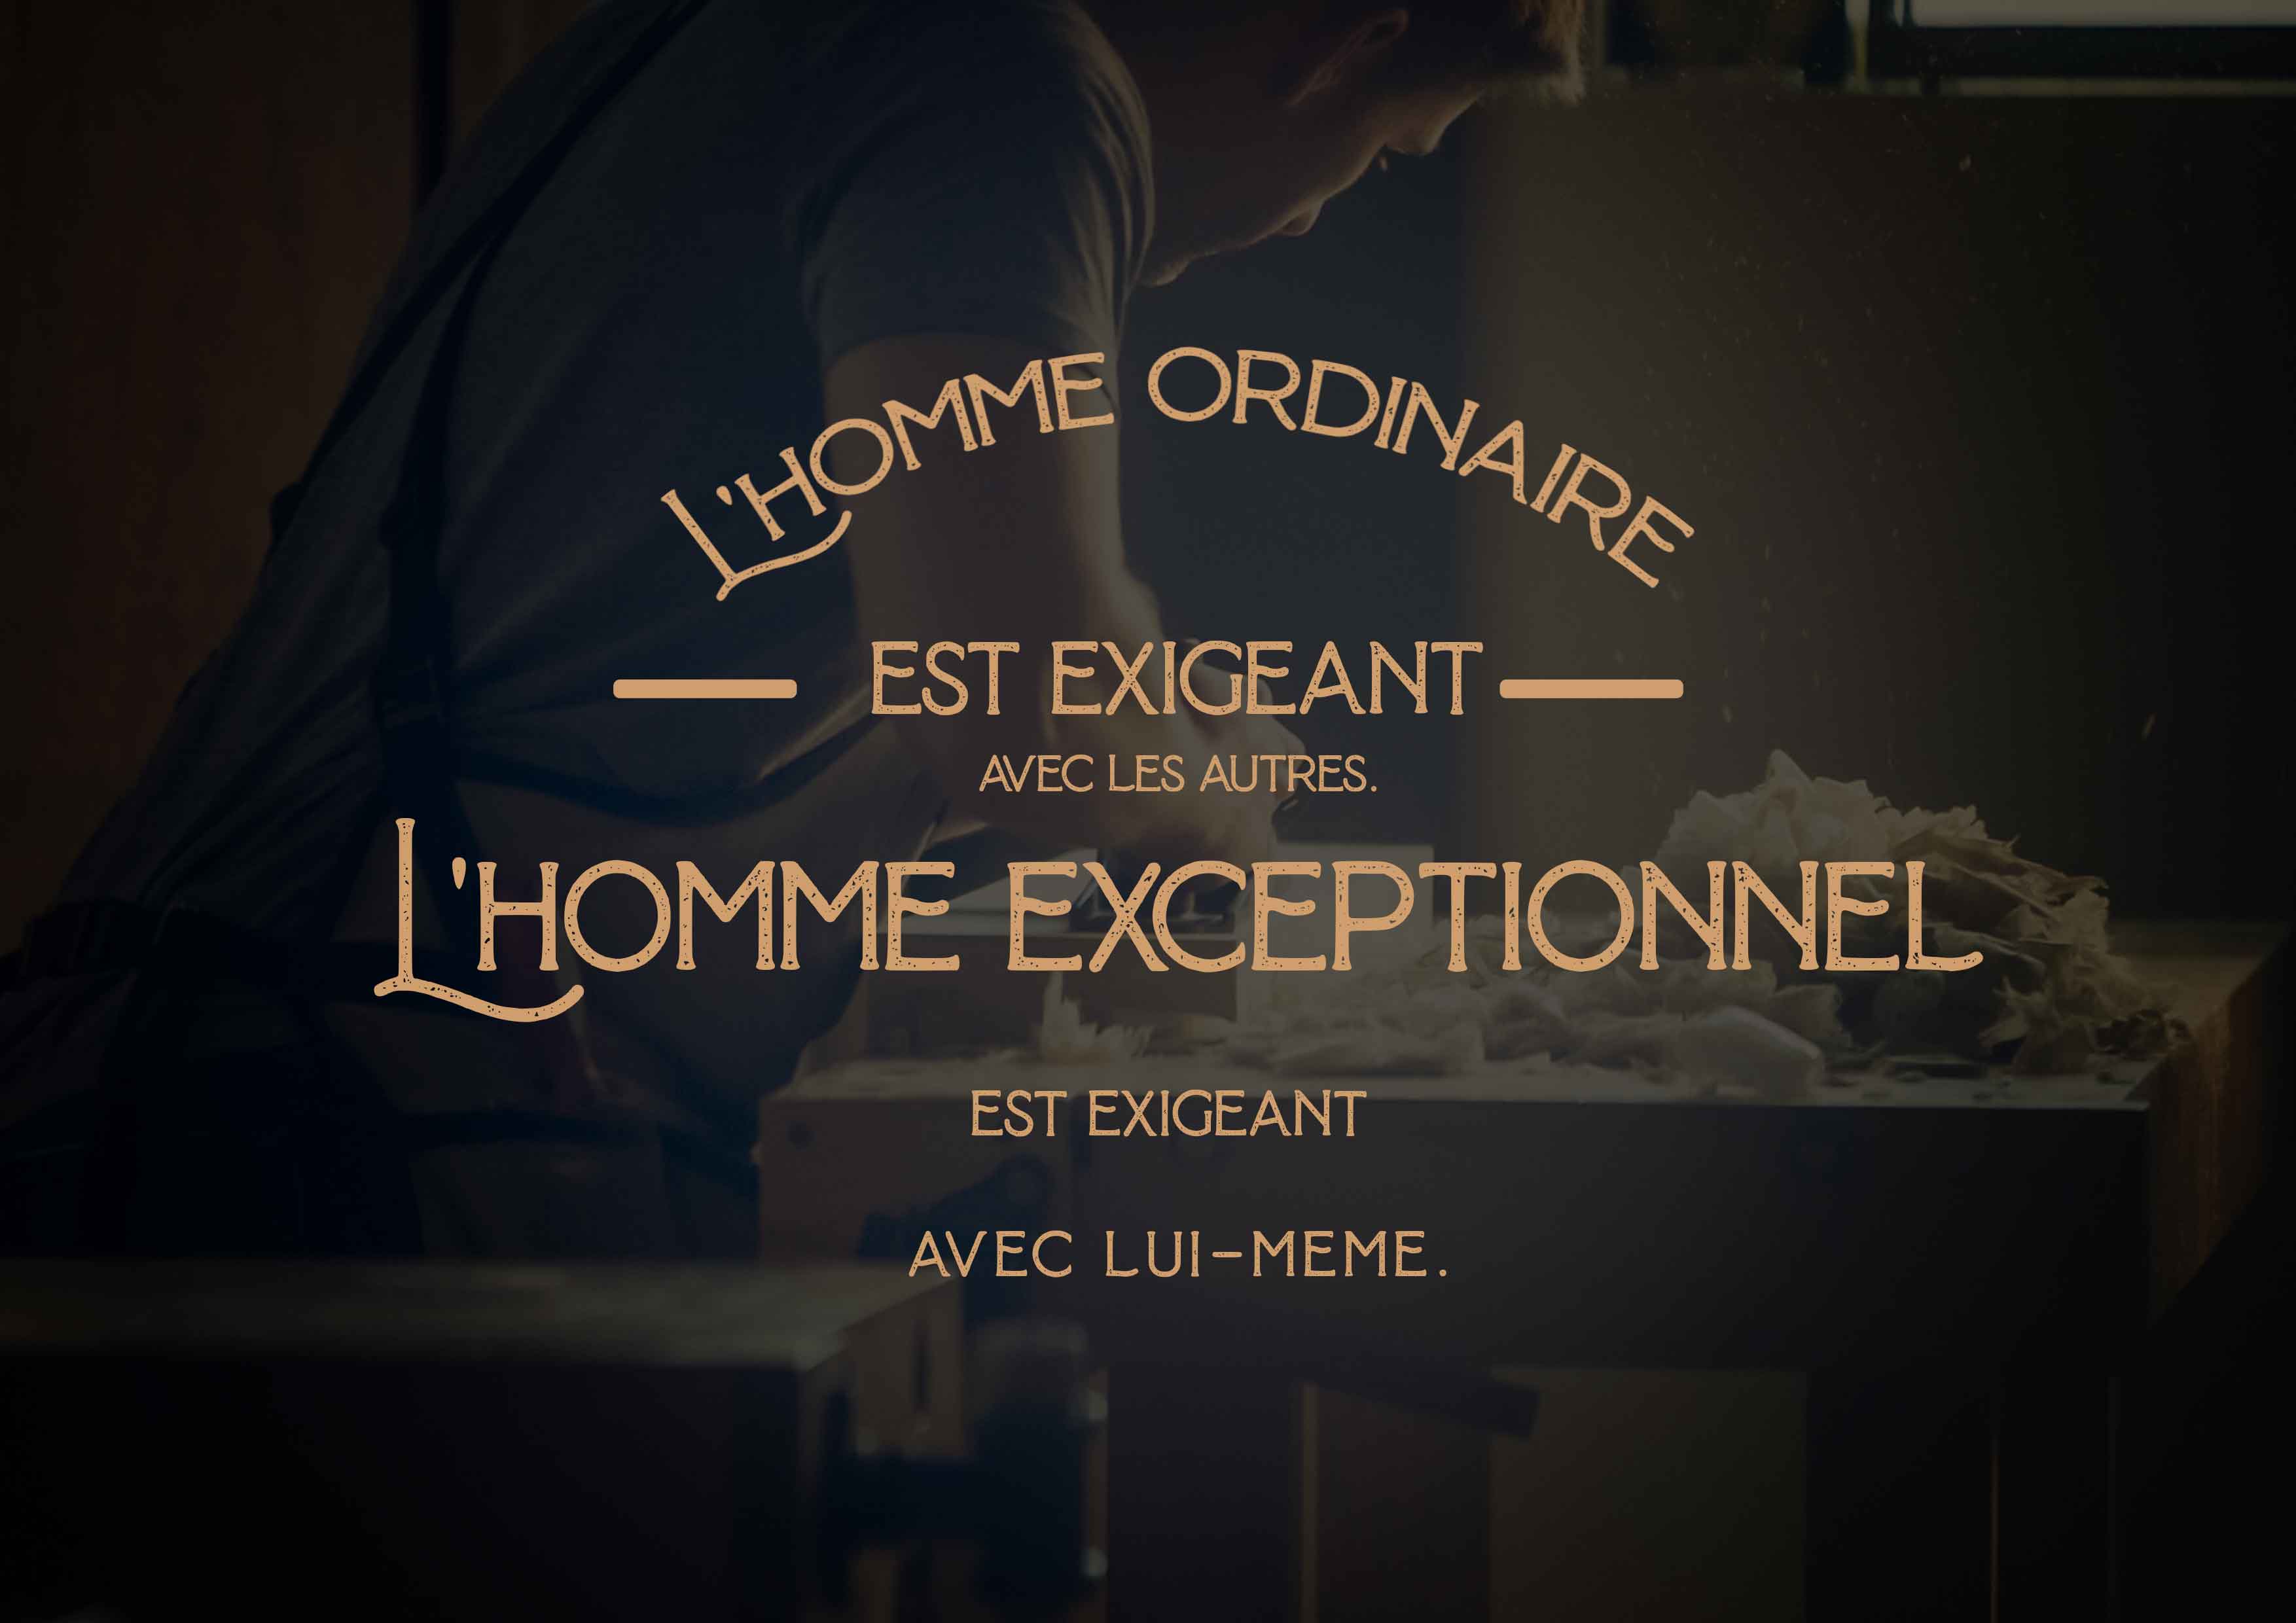 L'HOMME ORDINAIRE
EST EXIGEANT
AVEC LES AUTRES.
L'HOMME EXCEPTIONNEL
EST EXIGEANT
AVEC LUI-MEME.